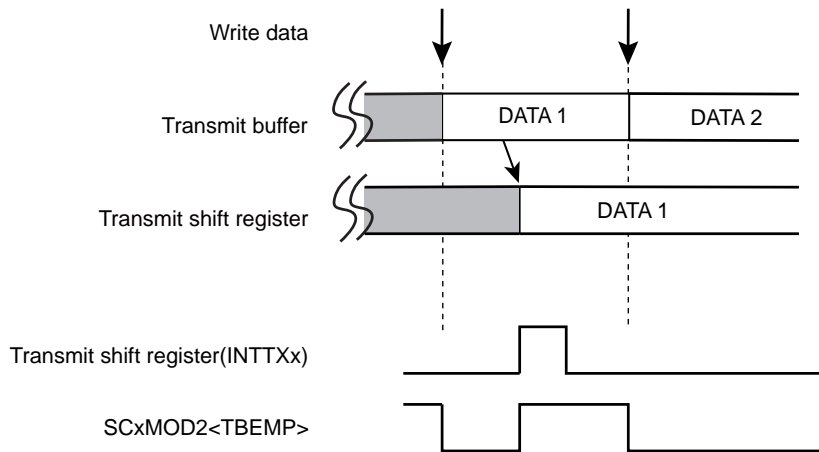 Write data
Transmit buffer
DATA 1
DATA 2
Transmit shift register
DATA 1
Transmit shift register(INTTXx)
SCxMOD2<TBEMP>